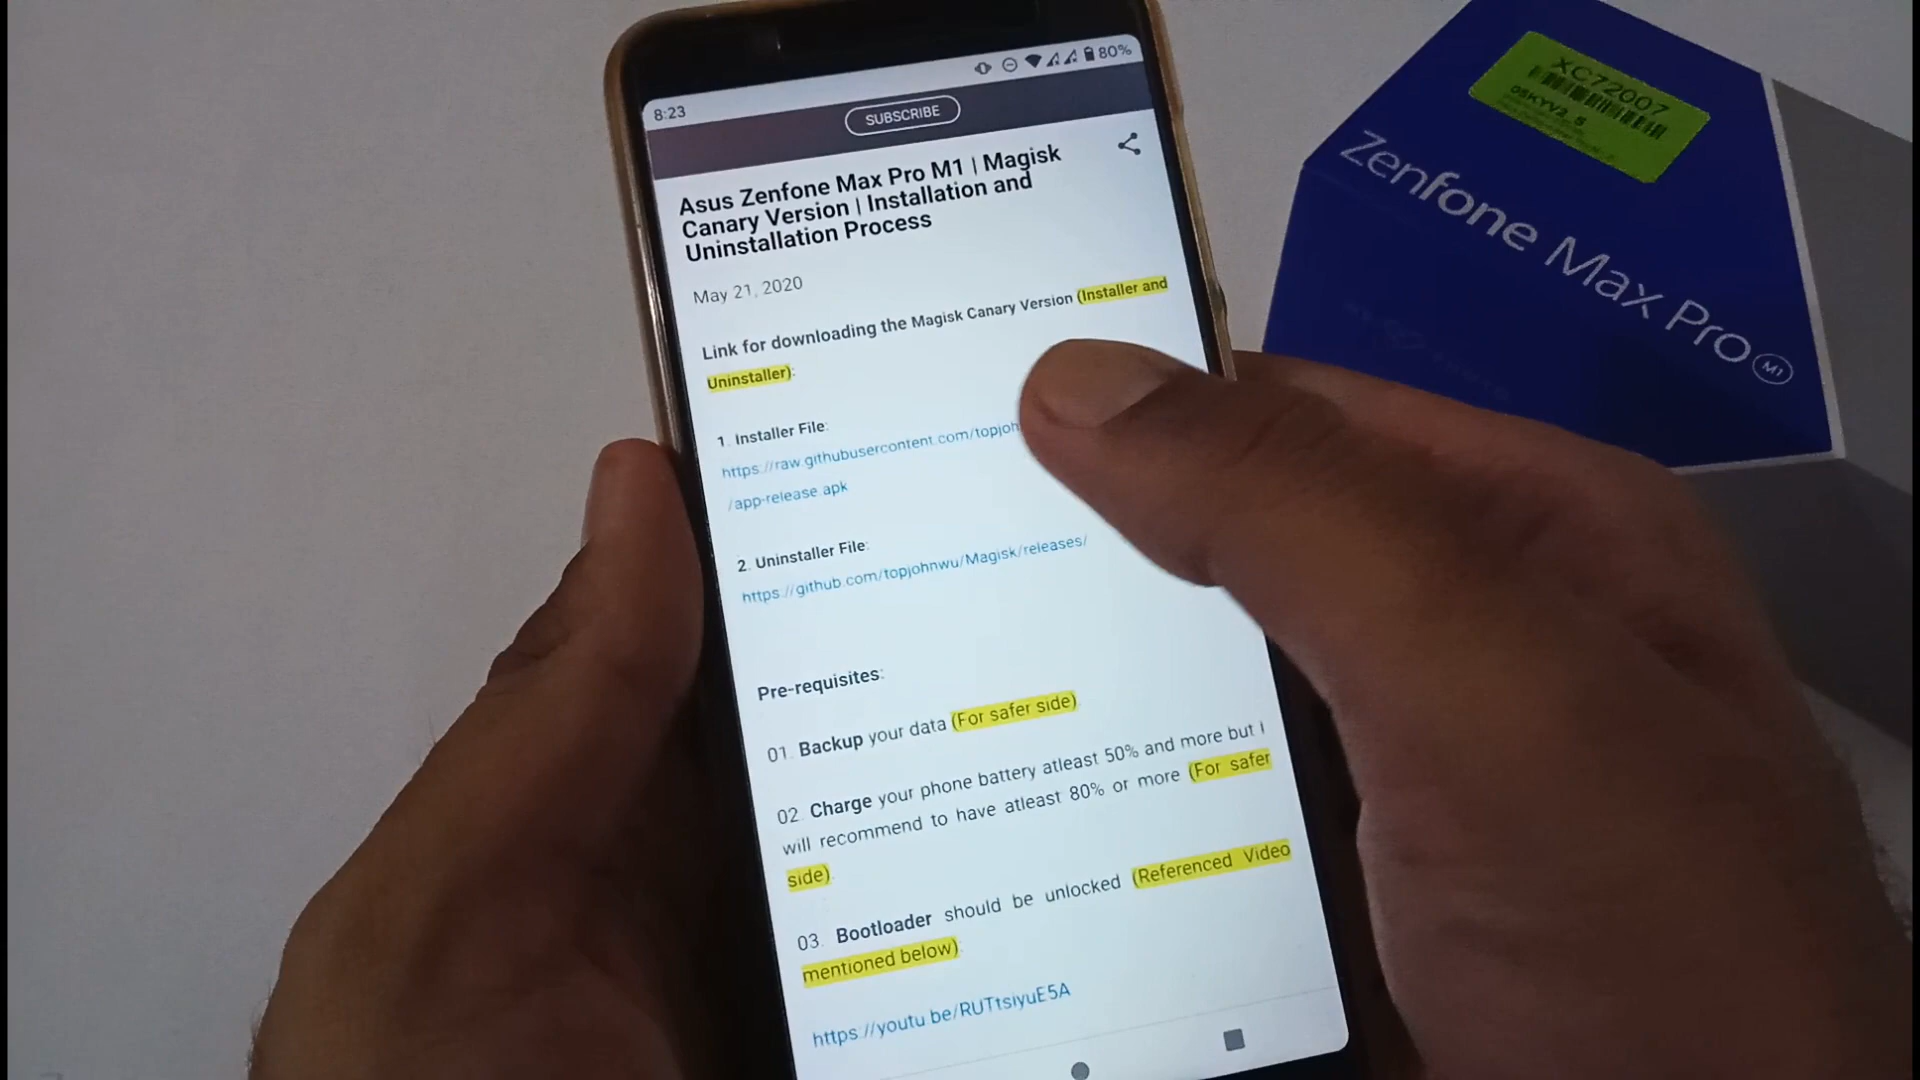 8:23
80%
SUBSCRIBE
Asus Zenfone Max Pro M1 | Magisk
Canary Version | Installation and
Uninstallation Process
May 21, 2020
Link for downloading the Magisk Canary Version (Installer and
Uninstaller):
1. Installer File:
https://raw.githubusercontent.com/topjoh
/app-release.apk
2. Uninstaller File:
https://github.com/topjohnwu/Magisk/releases/
Pre-requisites:
01. Backup your data (For safer side)
02. Charge your phone battery atleast 50% and more but I
will recommend to have atleast 80% or more (For safer
side).
03. Bootloader should be unlocked (Referenced Video
mentioned below)
https://youtu.be/RUTtsiyuE5A
XC72007
Zenfone Max Pro M1